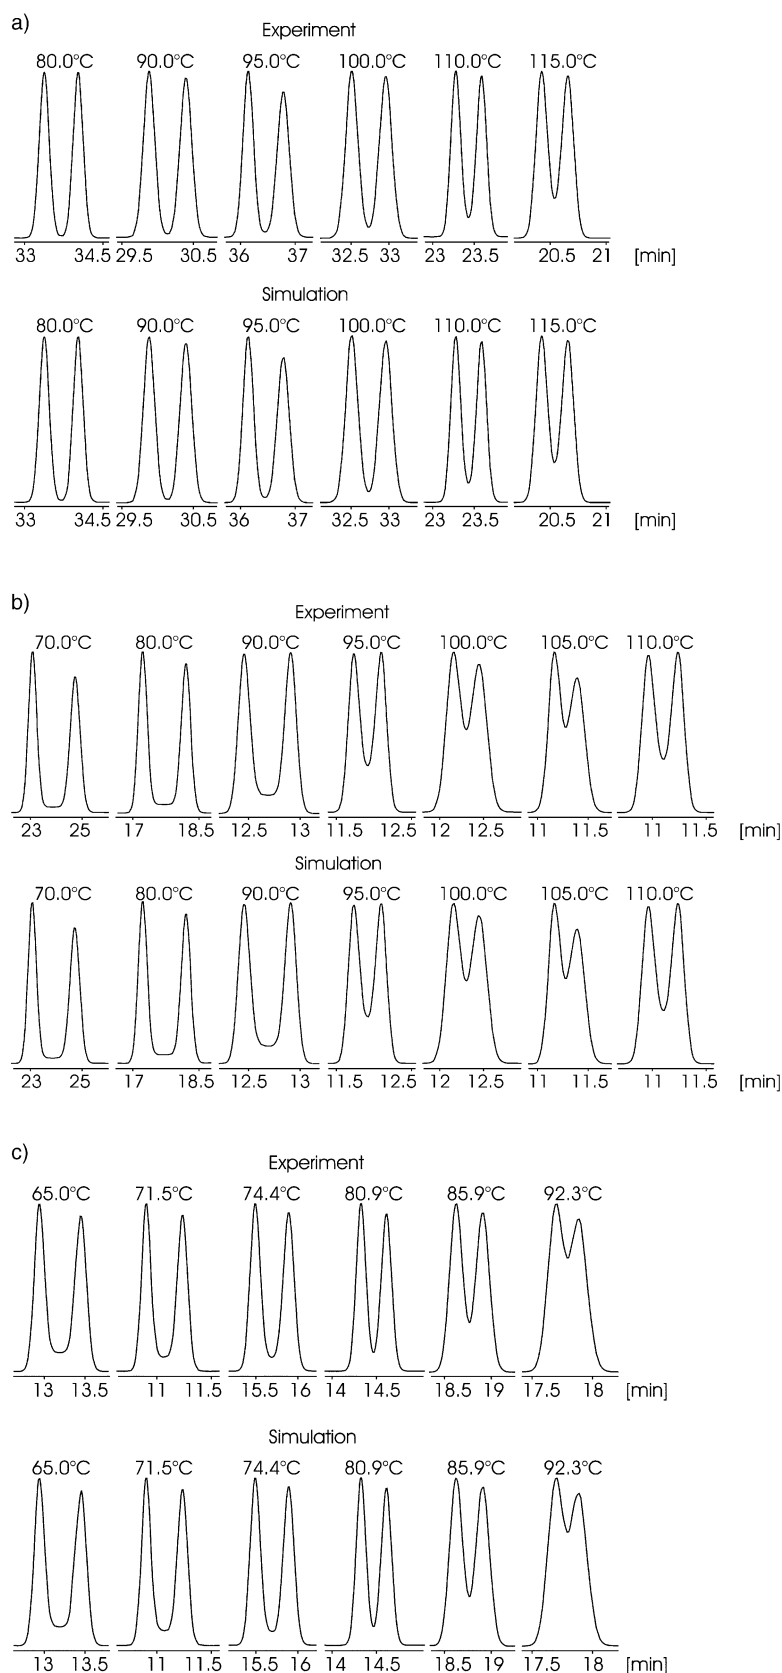 a)
Experiment
80.0°C 90.0°C 95.0°C 100.0°C 110.0°C 115.0°C
33 34.5 29.5 30.5 36 37 32.5 33 23 23.5 20.5 21 [min]
Simulation
80.0°C 90.0°C 95.0°C 100.0°C 110.0°C 115.0°C
33 34.5 29.5 30.5 36 37 32.5 33 23 23.5 20.5 21 [min]
b)
Experiment
70.0°C 80.0°C 90.0°C 95.0°C 100.0°C 105.0°C 110.0°C
23 25 17 18.5 12.5 13 11.5 12.5 12 12.5 11 11.5 11 11.5 [min]
Simulation
70.0°C 80.0°C 90.0°C 95.0°C 100.0°C 105.0°C 110.0°C
23 25 17 18.5 12.5 13 11.5 12.5 12 12.5 11 11.5 11 11.5 [min]
c)
Experiment
65.0°C 71.5°C 74.4°C 80.9°C 85.9°C 92.3°C
13 13.5 11 11.5 15.5 16 14 14.5 18.5 19 17.5 18 [min]
Simulation
65.0°C 71.5°C 74.4°C 80.9°C 85.9°C 92.3°C
13 13.5 11 11.5 15.5 16 14 14.5 18.5 19 17.5 18 [min]